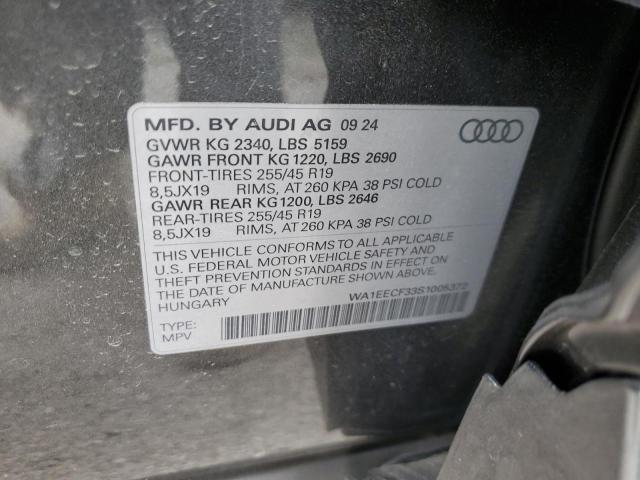 MFD. BY AUDI AG 09 24
GVWR KG 2340, LBS 5159
GAWR FRONT KG 1220, LBS 2690
FRONT-TIRES 255/45 R19
8,5JX19 RIMS, AT 260 KPA 38 PSI COLD
GAWR REAR KG1200, LBS 2646
REAR-TIRES 255/45 R19
8,5JX19 RIMS, AT 260 KPA 38 PSI COLD
THIS VEHICLE CONFORMS TO ALL APPLICABLE
U.S. FEDERAL MOTOR VEHICLE SAFETY AND
THEFT PREVENTION STANDARDS IN EFFECT ON
THE DATE OF MANUFACTURE SHOWN ABOVE.
HUNGARY
WA1EECF33S1005372
TYPE:
MPV